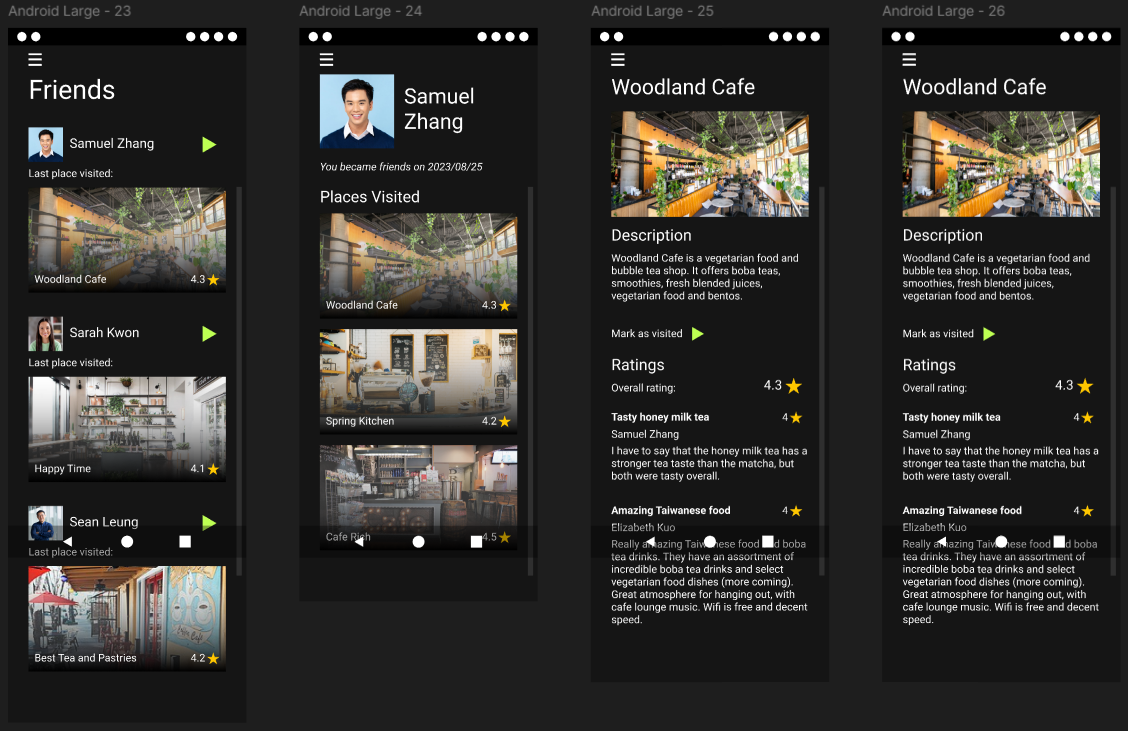 Android Large - 23
Friends
Samuel Zhang
Last place visited:
Woodland Cafe 4.3
Sarah Kwon
Last place visited:
Happy Time 4.1
Sean Leung
Last place visited:
Best Tea and Pastries 4.2
Android Large - 24
Samuel
Zhang
You became friends on 2023/08/25
Places Visited
Woodland Cafe 4.3
Spring Kitchen 4.2
Cafe Rich 4.5
Android Large - 25
Woodland Cafe
Description
Woodland Cafe is a vegetarian food and
bubble tea shop. It offers boba teas,
smoothies, fresh blended juices,
vegetarian food and bentos.
Mark as visited
Ratings
Overall rating: 4.3
Tasty honey milk tea 4
Samuel Zhang
I have to say that the honey milk tea has a
stronger tea taste than the matcha, but
both were tasty overall.
Amazing Taiwanese food 4
Elizabeth Kuo
Really amazing Taiwanese food and boba
tea drinks. They have an assortment of
incredible boba tea drinks and select
vegetarian food dishes (more coming).
Great atmosphere for hanging out, with
cafe lounge music. Wifi is free and decent
speed.
Android Large - 26
Woodland Cafe
Description
Woodland Cafe is a vegetarian food and
bubble tea shop. It offers boba teas,
smoothies, fresh blended juices,
vegetarian food and bentos.
Mark as visited
Ratings
Overall rating: 4.3
Tasty honey milk tea 4
Samuel Zhang
I have to say that the honey milk tea has a
stronger tea taste than the matcha, but
both were tasty overall.
Amazing Taiwanese food 4
Elizabeth Kuo
Really amazing Taiwanese food and boba
tea drinks. They have an assortment of
incredible boba tea drinks and select
vegetarian food dishes (more coming).
Great atmosphere for hanging out, with
cafe lounge music. Wifi is free and decent
speed.